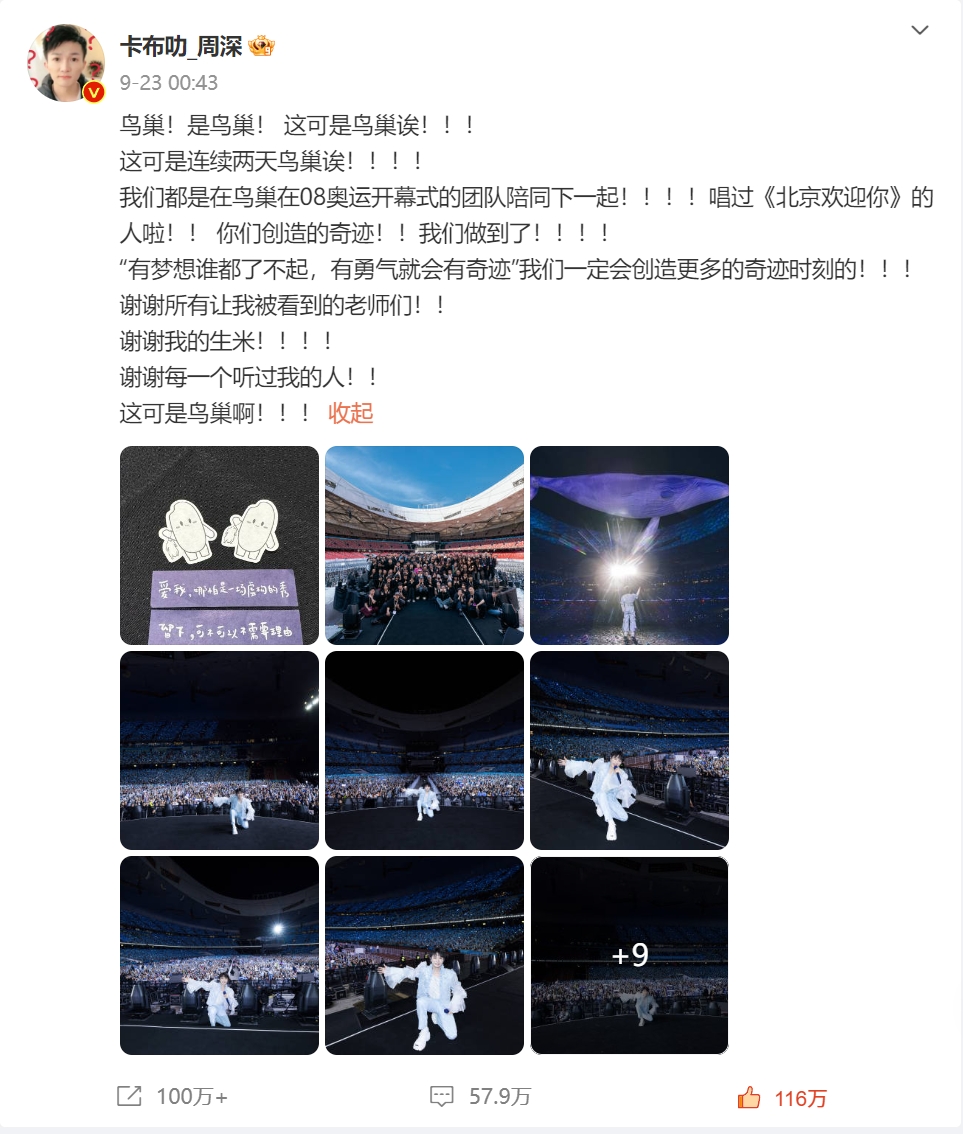 卡布叻_周深
9-23 00:43
鸟巢！是鸟巢！ 这可是鸟巢诶！！！
这可是连续两天鸟巢诶！！！！
我们都是在鸟巢在08奥运开幕式的团队陪同下一起！！！！唱过《北京欢迎你》的
人啦！！ 你们创造的奇迹！！我们做到了！！！！
“有梦想谁都了不起，有勇气就会有奇迹”我们一定会创造更多的奇迹时刻的！！！
谢谢所有让我被看到的老师们！！
谢谢我的生米！！！！
谢谢每一个听过我的人！！
这可是鸟巢啊！！！ 收起
爱我,哪怕是一场虚构的秀
留下,可不可以不需要理由
+9
100万+
57.9万
116万